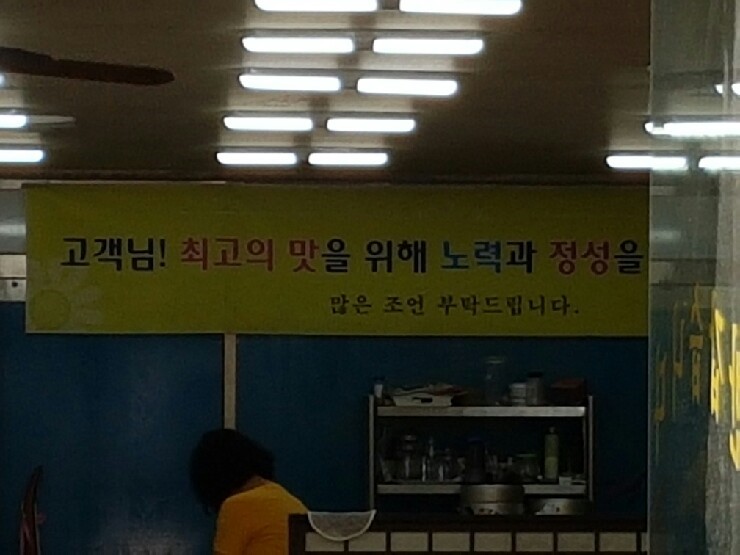 고객님! 최고의 맛을 위해 노력과 정성을
많은 조언 부탁드립니다.